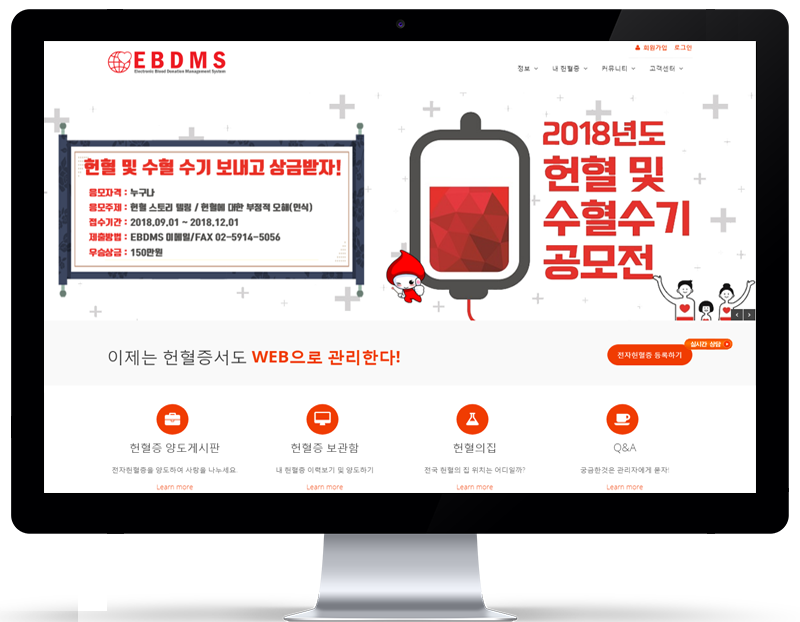 회원가입 로그인
EBDMS
Electronic Blood Donation Management System
정보 내 헌혈증 커뮤니티 고객센터
헌혈 및 수혈 수기 보내고 상금받자!
응모자격 : 누구나
응모주제 : 헌혈 스토리 텔링 / 헌혈에 대한 부정적 오해(인식)
접수기간 : 2018.09.01 ~ 2018.12.01
제출방법 : EBDMS 이메일/FAX 02-5914-5056
우승상금 : 150만원
2018년도
헌혈 및
수혈수기
공모전
이제는 헌혈증서도 WEB으로 관리한다!
실시간 상담
전자헌혈증 등록하기
헌혈증 양도게시판
전자헌혈증을 양도하여 사랑을 나누세요.
Learn more
헌혈증 보관함
내 헌혈증 이력보기 및 양도하기
Learn more
헌혈의집
전국 헌혈의 집 위치는 어디일까?
Learn more
Q&A
궁금한것은 관리자에게 묻자!
Learn more